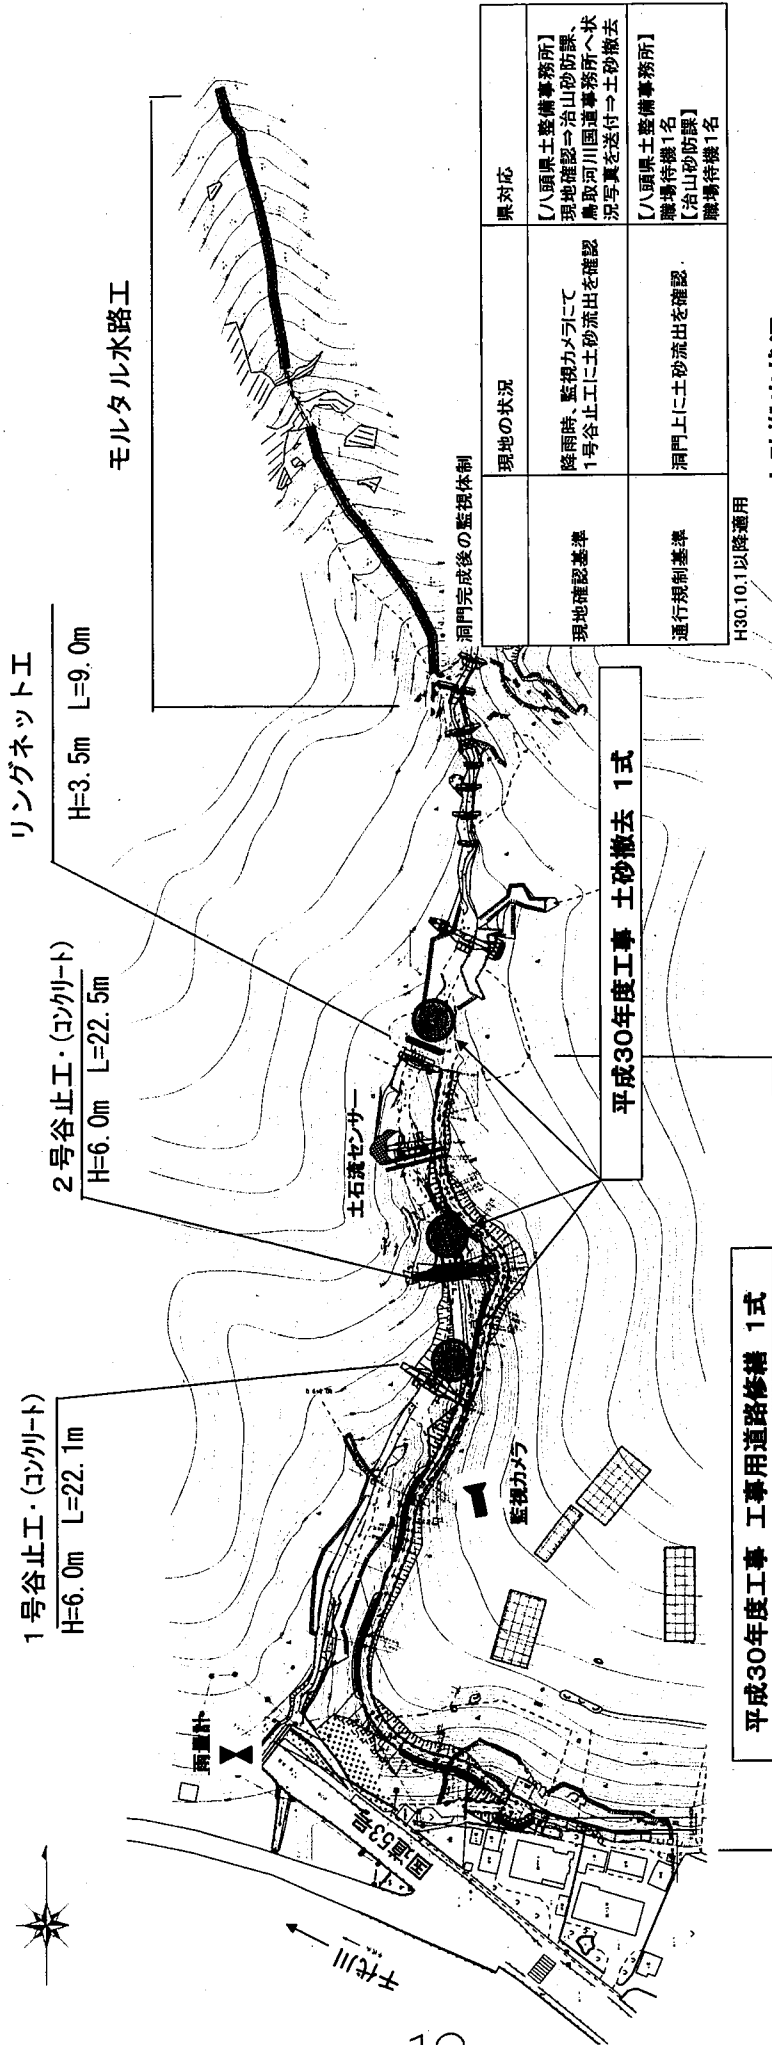 1号谷止工・(コンクリート)
H=6.0m L=22.1m
2号谷止工・(コンクリート)
H=6.0m L=22.5m
リングネット工
H=3.5m L=9.0m
モルタル水路工
雨量計
国道53号
千代川
監視カメラ
土石流センサー
平成30年度工事 土砂撤去 1式
平成30年度工事 工事用道路修繕 1式
洞門完成後の監視体制
現地の状況
県対応
現地確認基準
降雨時、監視カメラにて
1号谷止工に土砂流出を確認
【八頭県土整備事務所】
現地確認⇒治山砂防課、
鳥取河川国道事務所へ状
況写真を送付⇒土砂撤去
通行規制基準
洞門上に土砂流出を確認.
【八頭県土整備事務所】
職場待機1名
【治山砂防課】
職場待機1名
H30.10.1以降適用